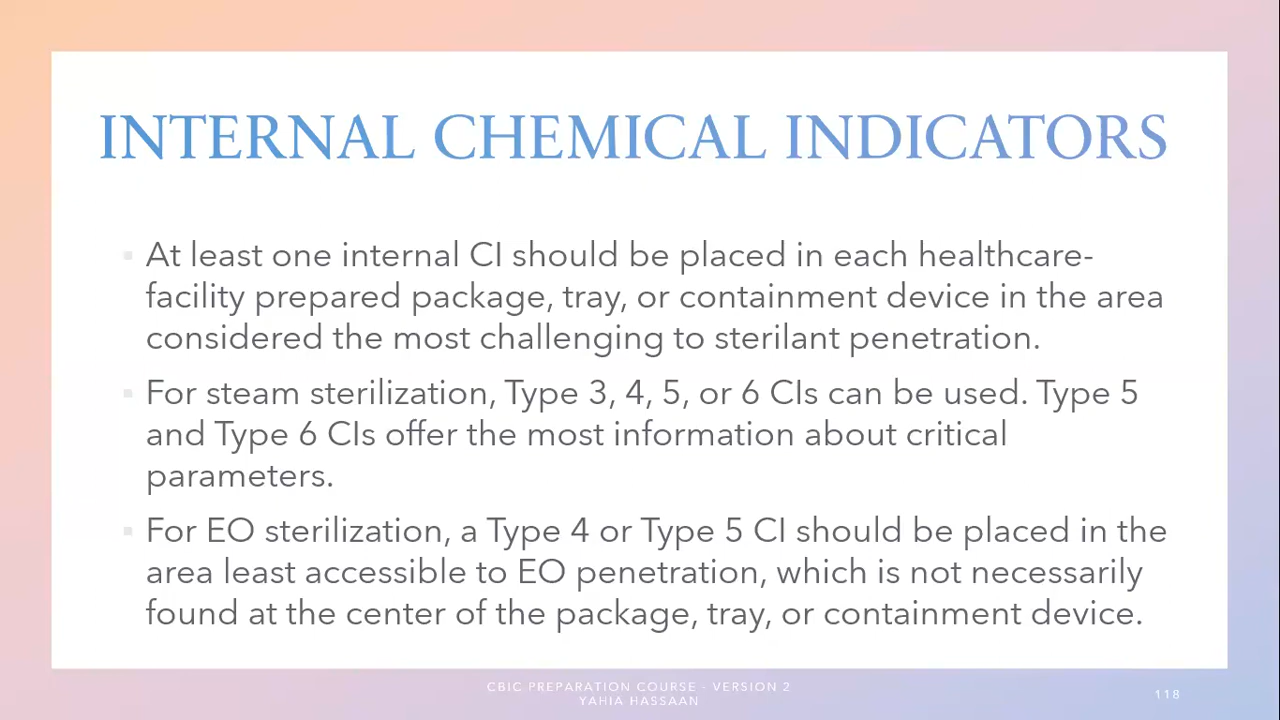 INTERNAL CHEMICAL INDICATORS
At least one internal CI should be placed in each healthcare-
facility prepared package, tray, or containment device in the area
considered the most challenging to sterilant penetration.
For steam sterilization, Type 3, 4, 5, or 6 CIs can be used. Type 5
and Type 6 CIs offer the most information about critical
parameters.
For EO sterilization, a Type 4 or Type 5 CI should be placed in the
area least accessible to EO penetration, which is not necessarily
found at the center of the package, tray, or containment device.
CBIC PREPARATION COURSE - VERSION 2
YAHIA HASSAAN
118